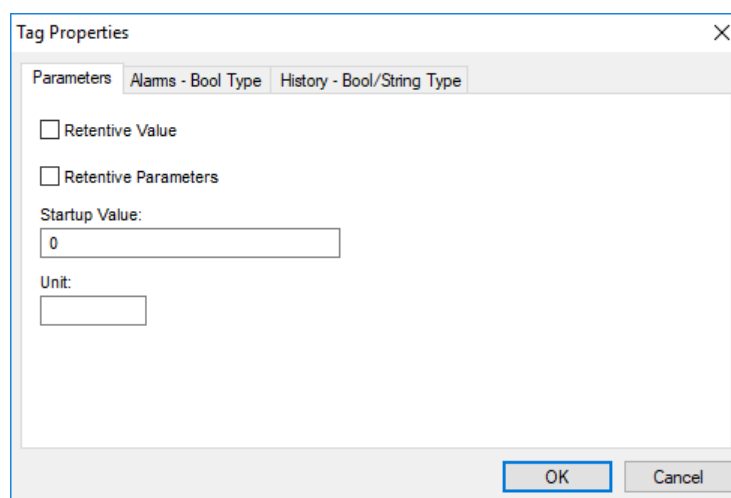 Tag Properties
Parameters Alarms - Bool Type History - Bool/String Type
Retentive Value
Retentive Parameters
Startup Value:
0
Unit:
OK Cancel